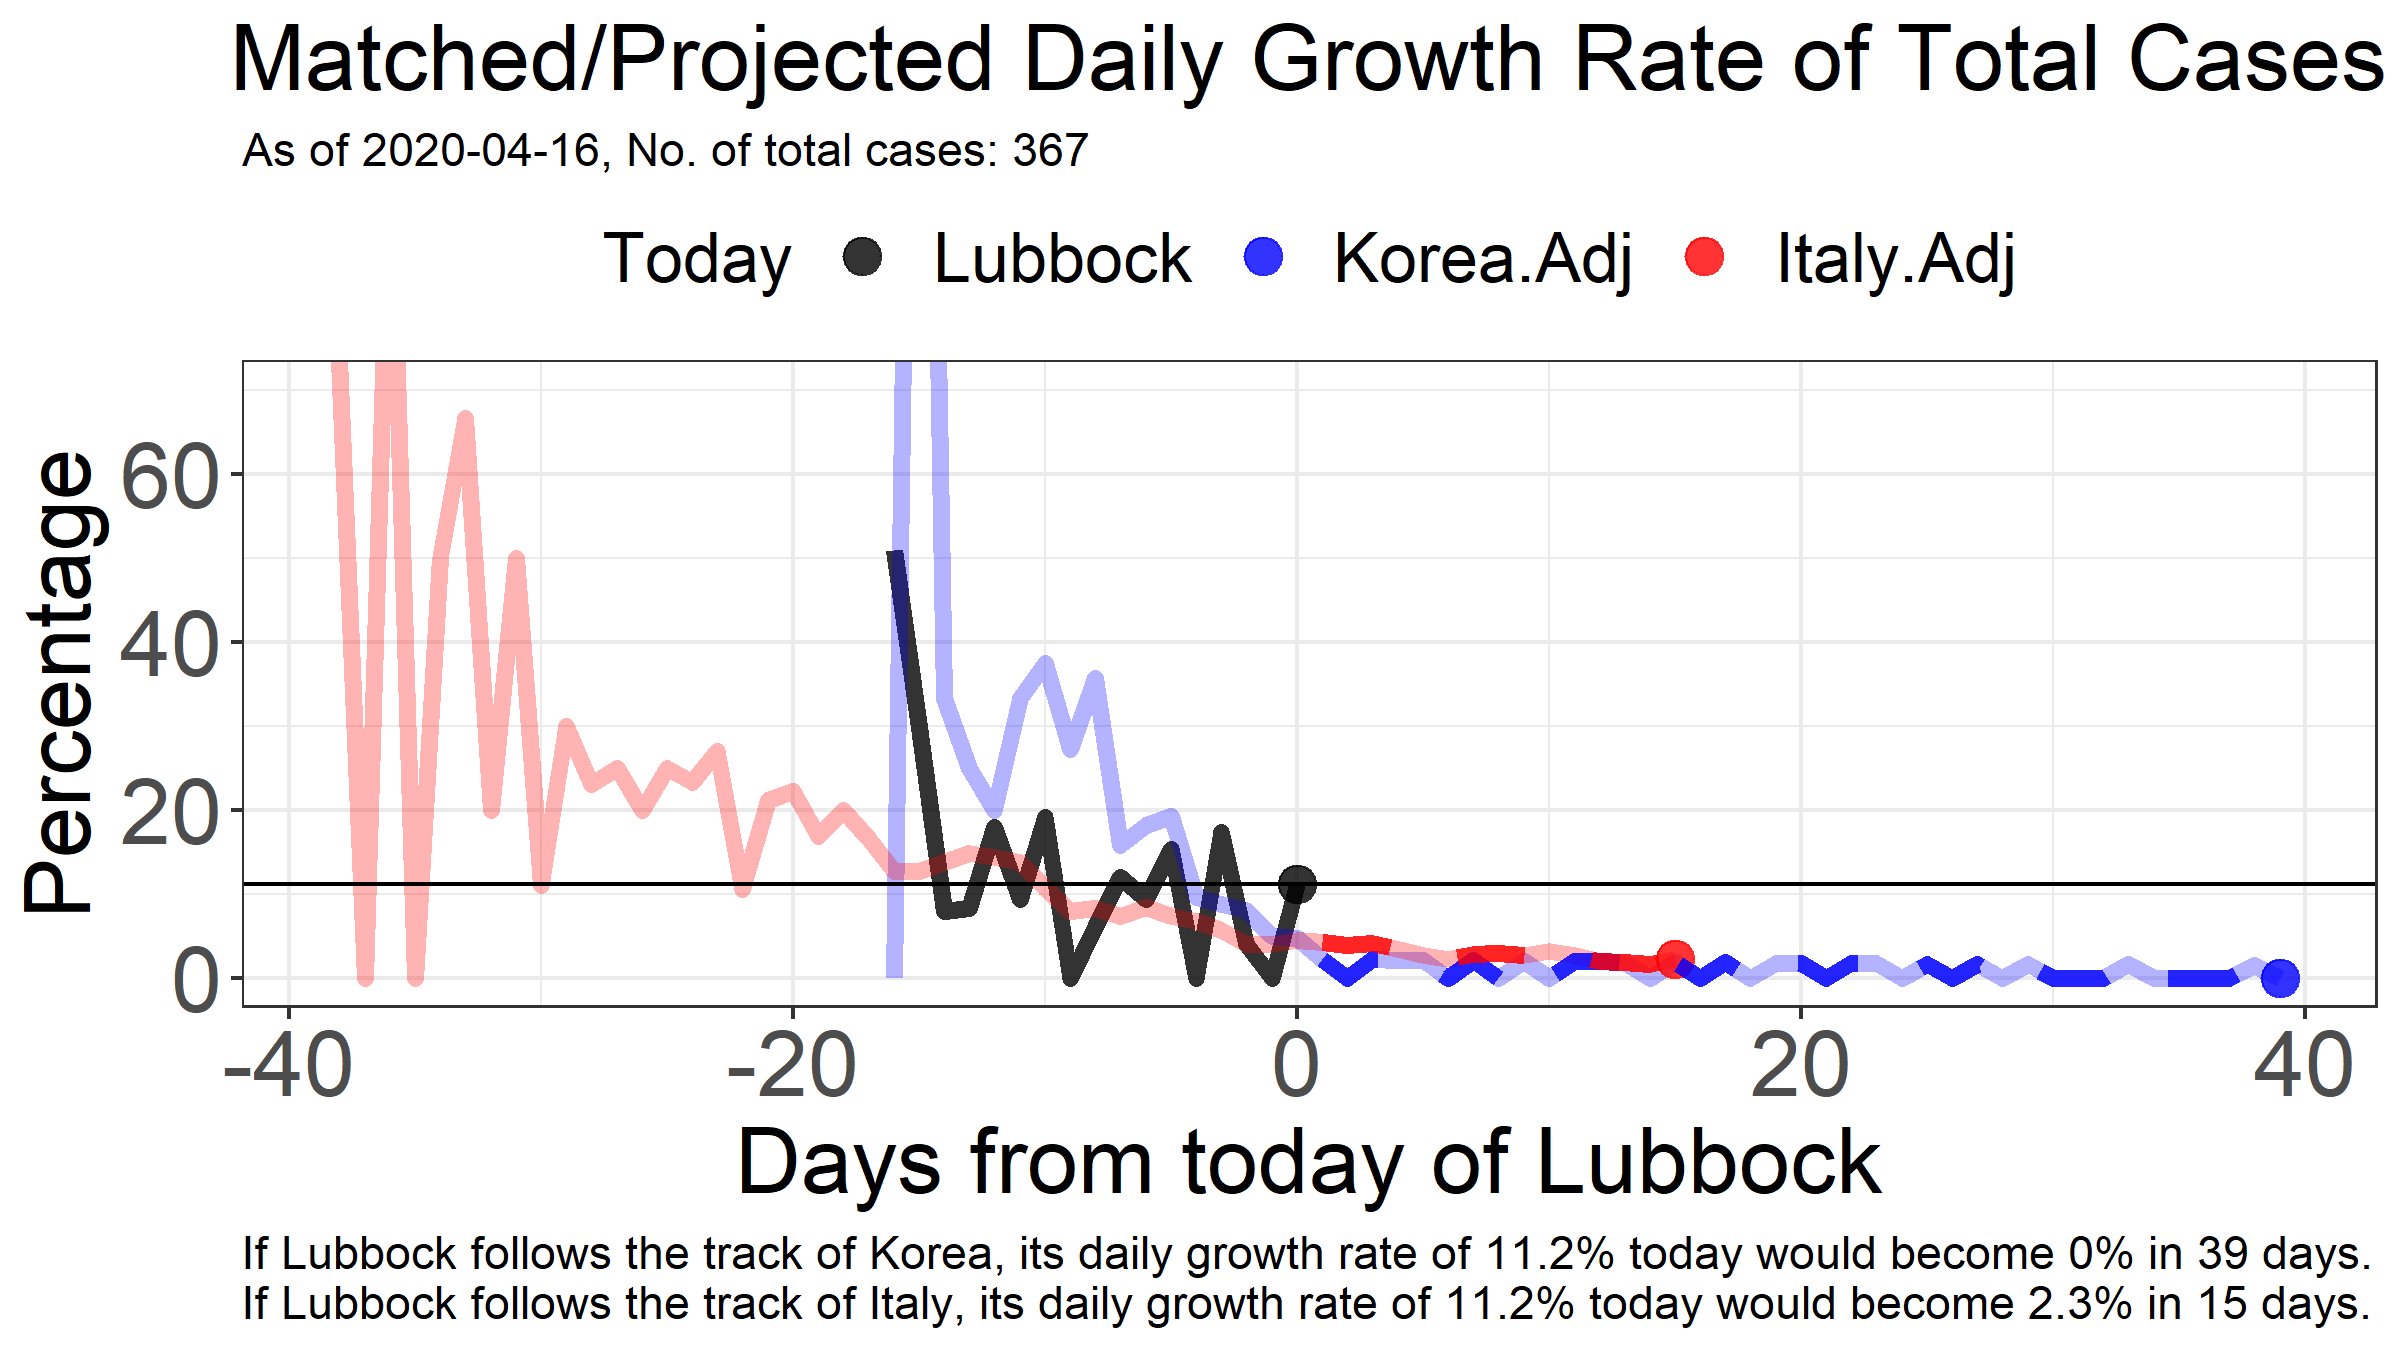 Matched/Projected Daily Growth Rate of Total Cases
As of 2020-04-16, No. of total cases: 367
Today Lubbock Korea.Adj Italy.Adj
Percentage
60
40
20
0
-40 -20 0 20 40
Days from today of Lubbock
If Lubbock follows the track of Korea, its daily growth rate of 11.2% today would become 0% in 39 days.
If Lubbock follows the track of Italy, its daily growth rate of 11.2% today would become 2.3% in 15 days.